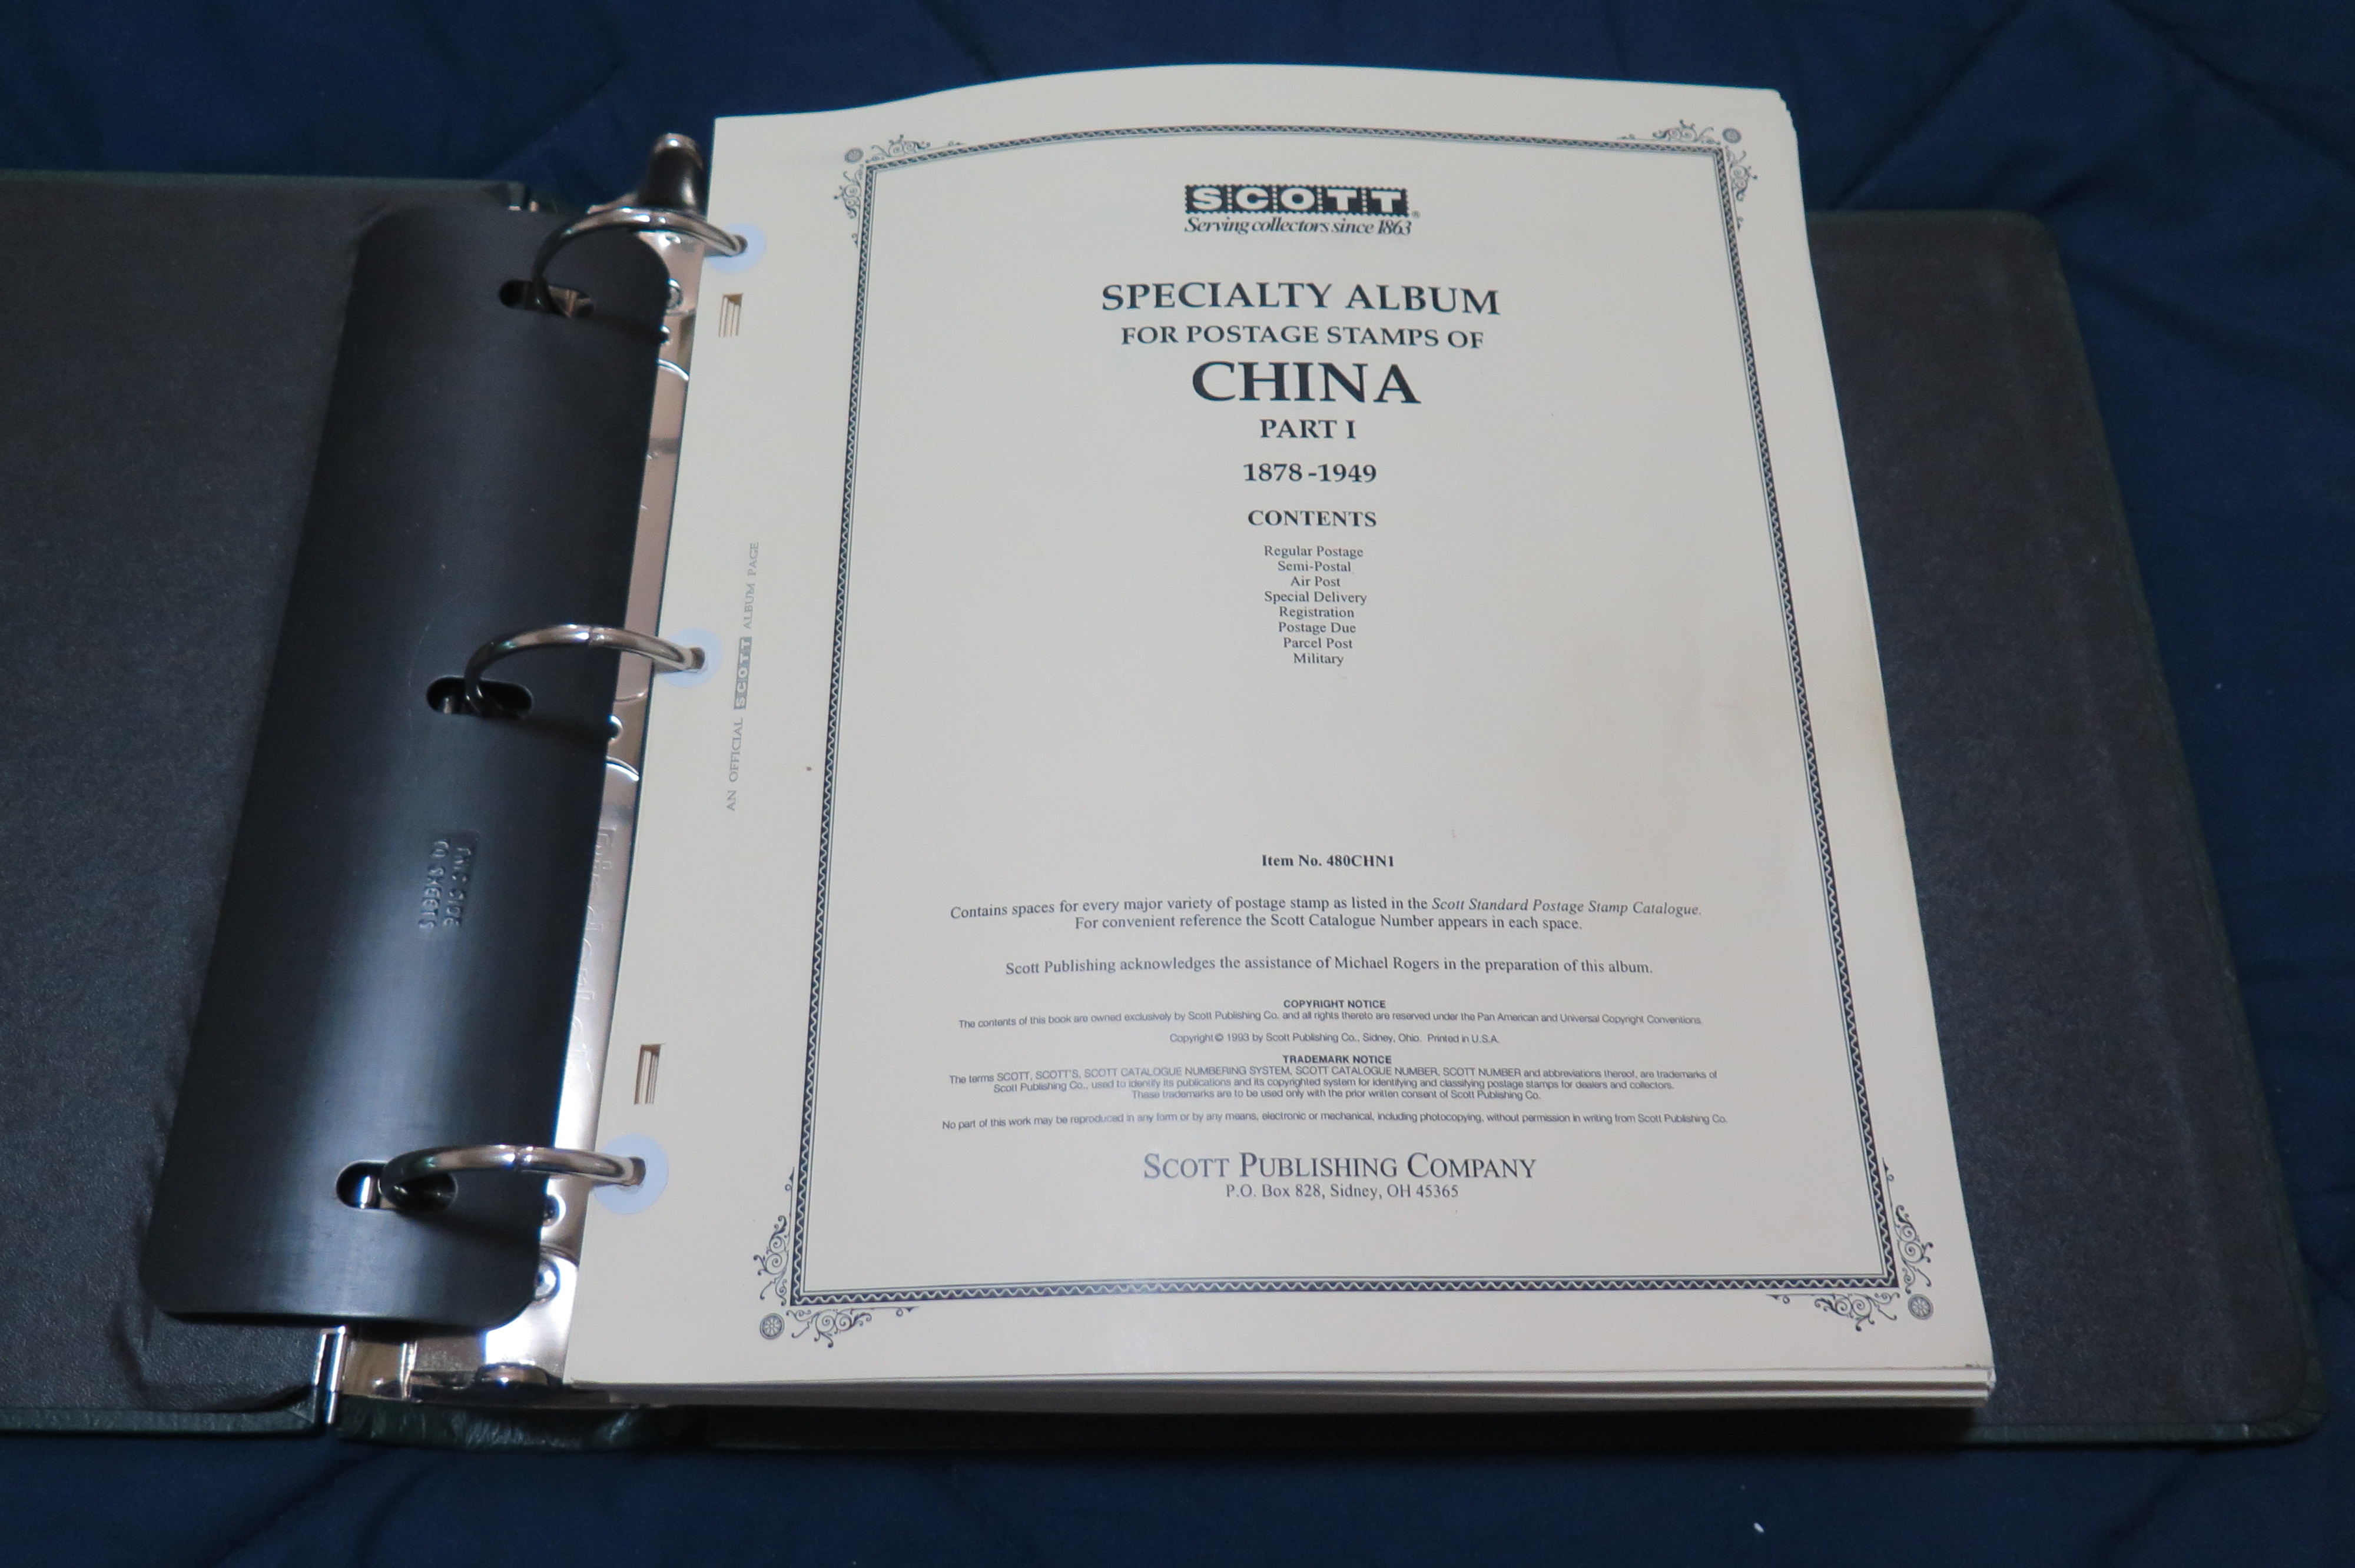 SCOTT®
Serving collectors since 1863
SPECIALTY ALBUM
FOR POSTAGE STAMPS OF
CHINA
PART I
1878-1949
CONTENTS
Regular Postage
Semi-Postal
Air Post
Special Delivery
Registration
Postage Due
Parcel Post
Military
AN OFFICIAL SCOTT ALBUM PAGE
Item No. 480CHN1
Contains spaces for every major variety of postage stamp as listed in the Scott Standard Postage Stamp Catalogue.
For convenient reference the Scott Catalogue Number appears in each space.
Scott Publishing acknowledges the assistance of Michael Rogers in the preparation of this album.
COPYRIGHT NOTICE
The contents of this book are owned exclusively by Scott Publishing Co. and all rights thereto are reserved under the Pan American and Universal Copyright Conventions.
Copyright © 1993 by Scott Publishing Co., Sidney, Ohio. Printed in U.S.A.
TRADEMARK NOTICE
The terms SCOTT, SCOTT'S, SCOTT CATALOGUE NUMBERING SYSTEM, SCOTT CATALOGUE NUMBER, SCOTT NUMBER and abbreviations thereof, are trademarks of
Scott Publishing Co., used to identify its publications and its copyrighted system for identifying and classifying postage stamps for dealers and collectors.
These trademarks are to be used only with the prior written consent of Scott Publishing Co.
No part of this work may be reproduced in any form or by any means, electronic or mechanical, including photocopying, without permission in writing from Scott Publishing Co.
SCOTT PUBLISHING COMPANY
P.O. Box 828, Sidney, OH 45365